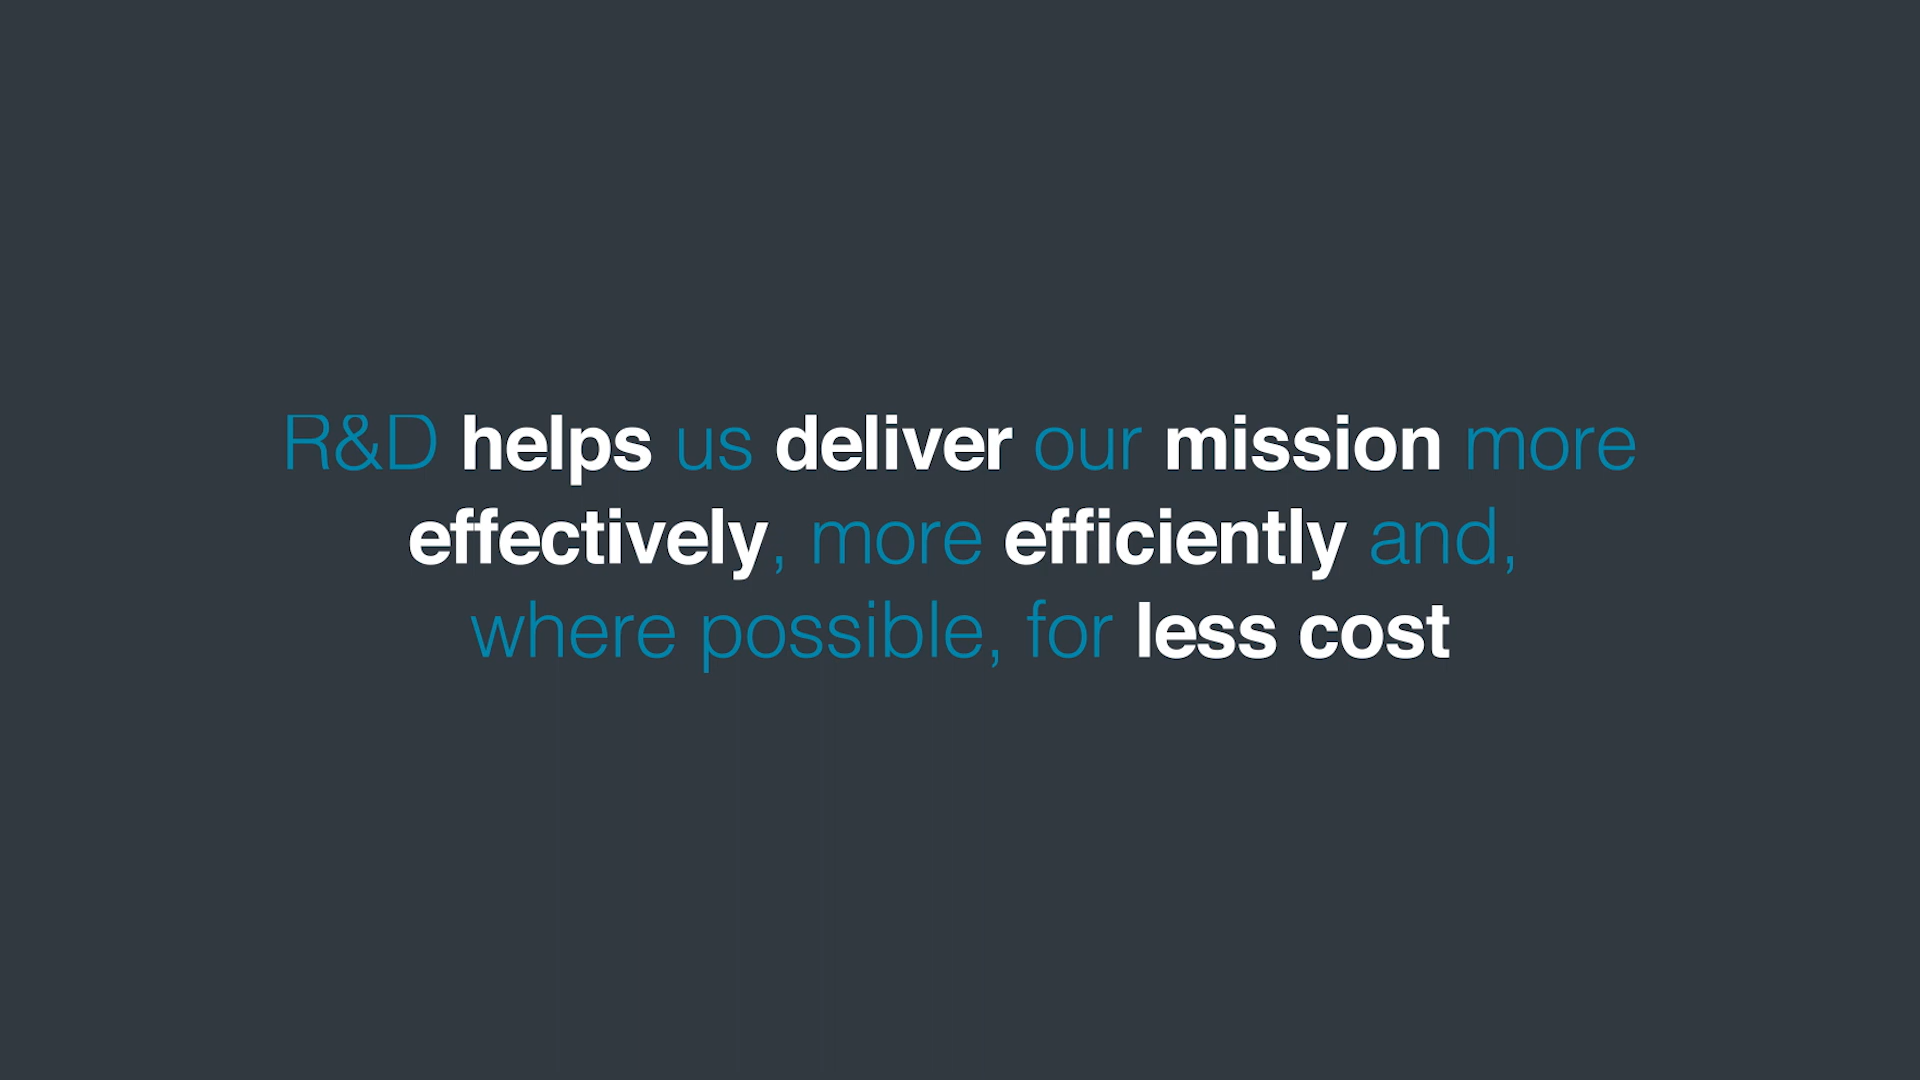 R&D helps us deliver our mission more
effectively, more efficiently and,
where possible, for less cost